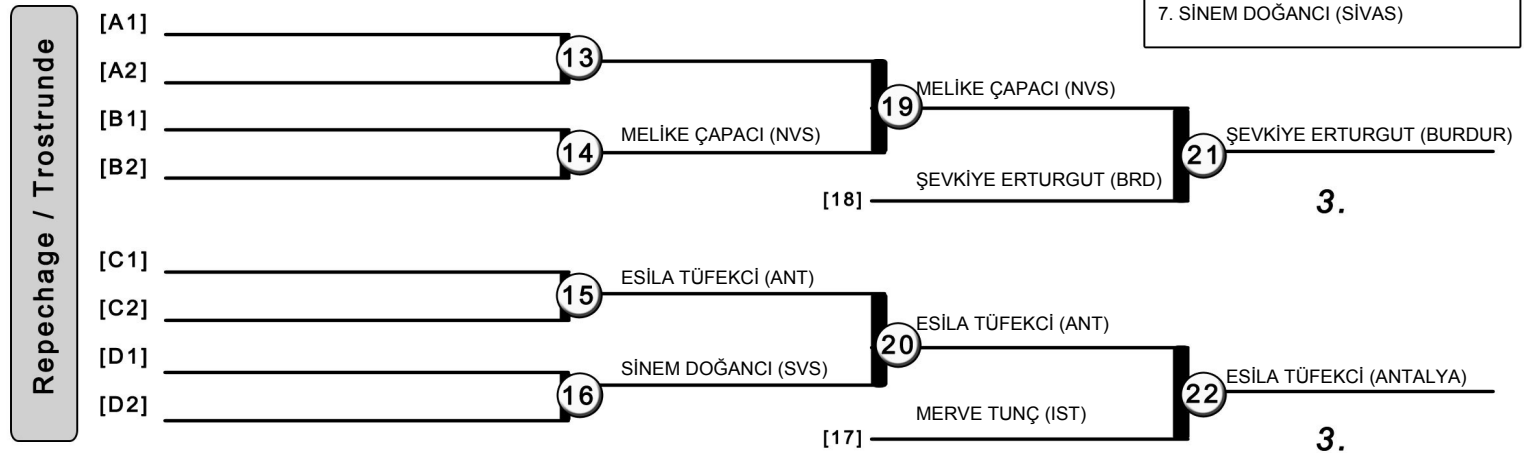 7. SİNEM DOĞANCI (SİVAS)
Repechage / Trostrunde
[A1]
13
[A2]
MELİKE ÇAPACI (NVS)
19
[B1]
MELİKE ÇAPACI (NVS)
14
ŞEVKİYE ERTURGUT (BURDUR)
21
[B2]
ŞEVKİYE ERTURGUT (BRD)
[18]
3.
[C1]
ESİLA TÜFEKCİ (ANT)
15
[C2]
ESİLA TÜFEKCİ (ANT)
20
[D1]
SİNEM DOĞANCI (SVS)
16
ESİLA TÜFEKCİ (ANTALYA)
22
[D2]
MERVE TUNÇ (IST)
[17]
3.